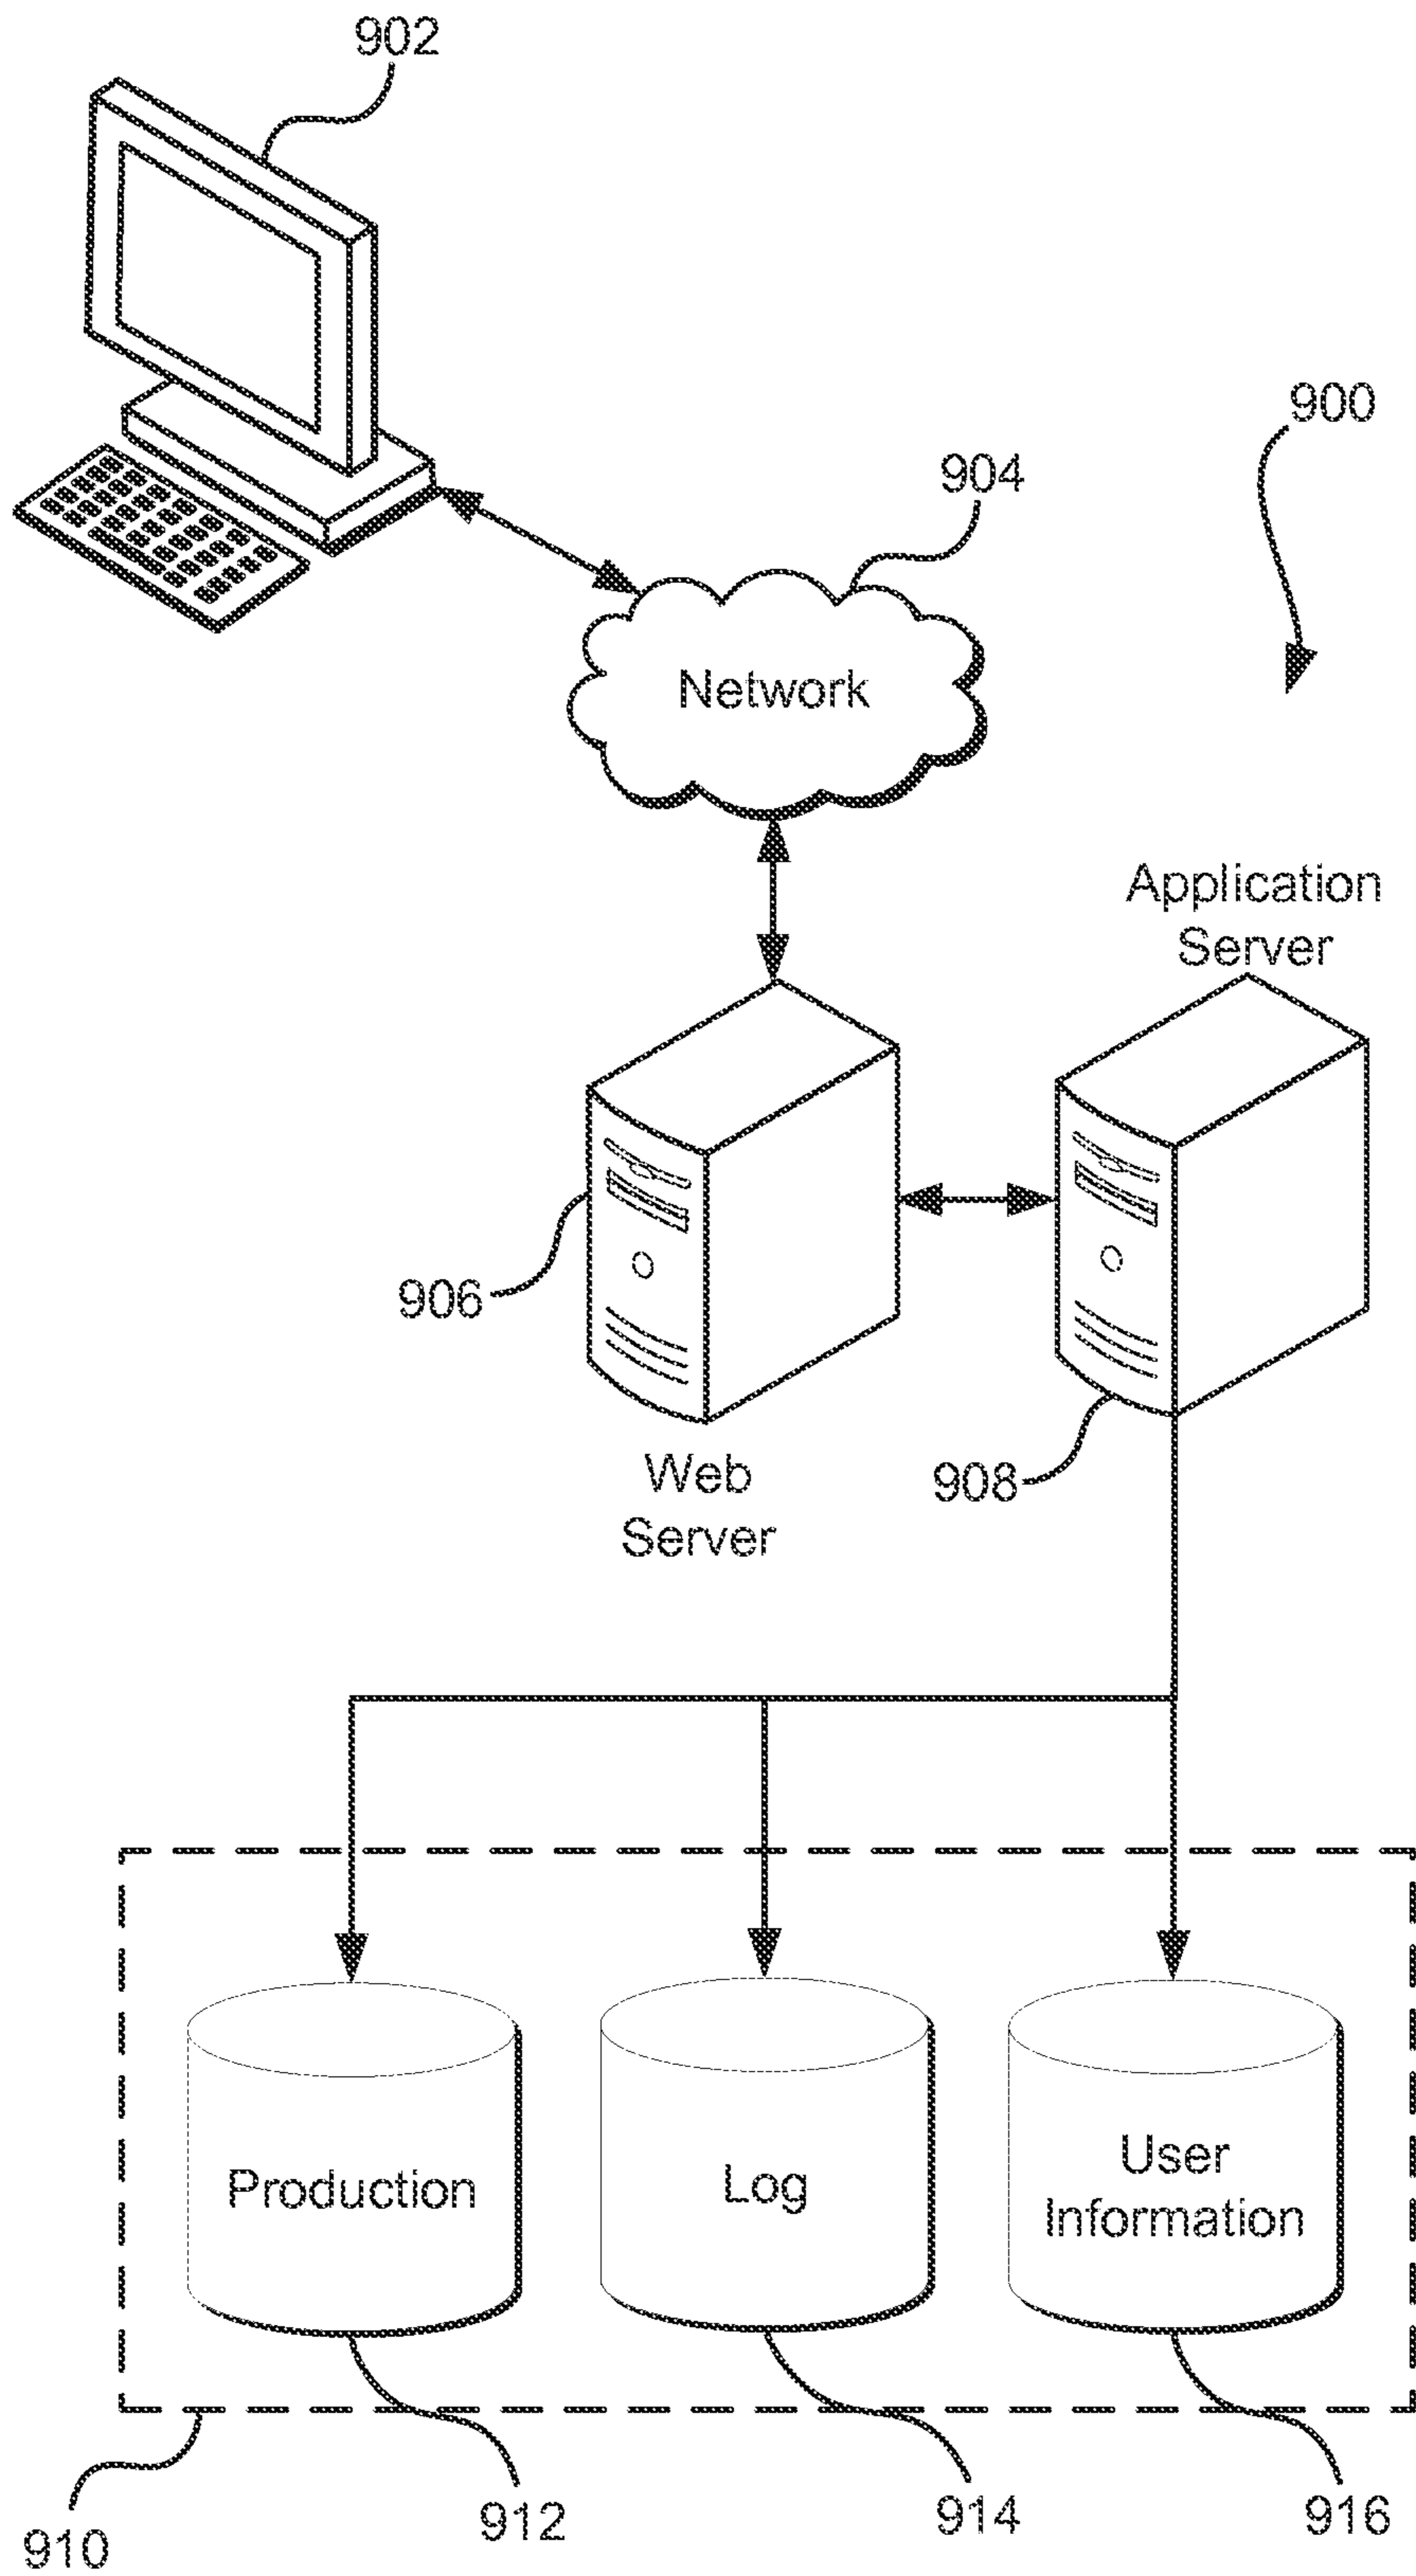 902
900
904
Network
Application
Server
906
Web
Server
908
Production
Log
User
Information
910
912
914
916